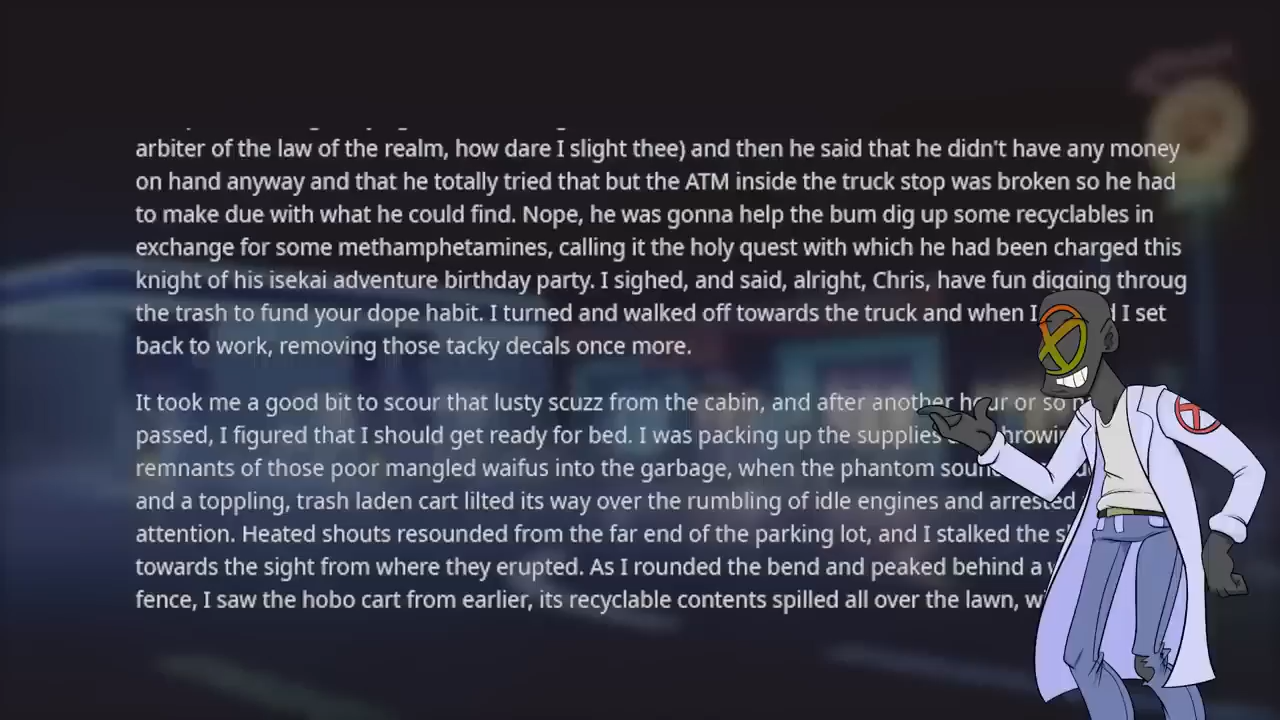 arbiter of the law of the realm, how dare I slight thee) and then he said that he didn't have any money
on hand anyway and that he totally tried that but the ATM inside the truck stop was broken so he had
to make due with what he could find. Nope, he was gonna help the bum dig up some recyclables in
exchange for some methamphetamines, calling it the holy quest with which he had been charged this
knight of his isekai adventure birthday party. I sighed, and said, alright, Chris, have fun digging throug
the trash to fund your dope habit. I turned and walked off towards the truck and when I I set
back to work, removing those tacky decals once more.
It took me a good bit to scour that lusty scuzz from the cabin, and after another hour or so
passed, I figured that I should get ready for bed. I was packing up the supplies
remnants of those poor mangled waifus into the garbage, when the phantom
and a toppling, trash laden cart lilted its way over the rumbling of idle engines and arrested
attention. Heated shouts resounded from the far end of the parking lot, and I stalked the
towards the sight from where they erupted. As I rounded the bend and peaked behind a
fence, I saw the hobo cart from earlier, its recyclable contents spilled all over the lawn,